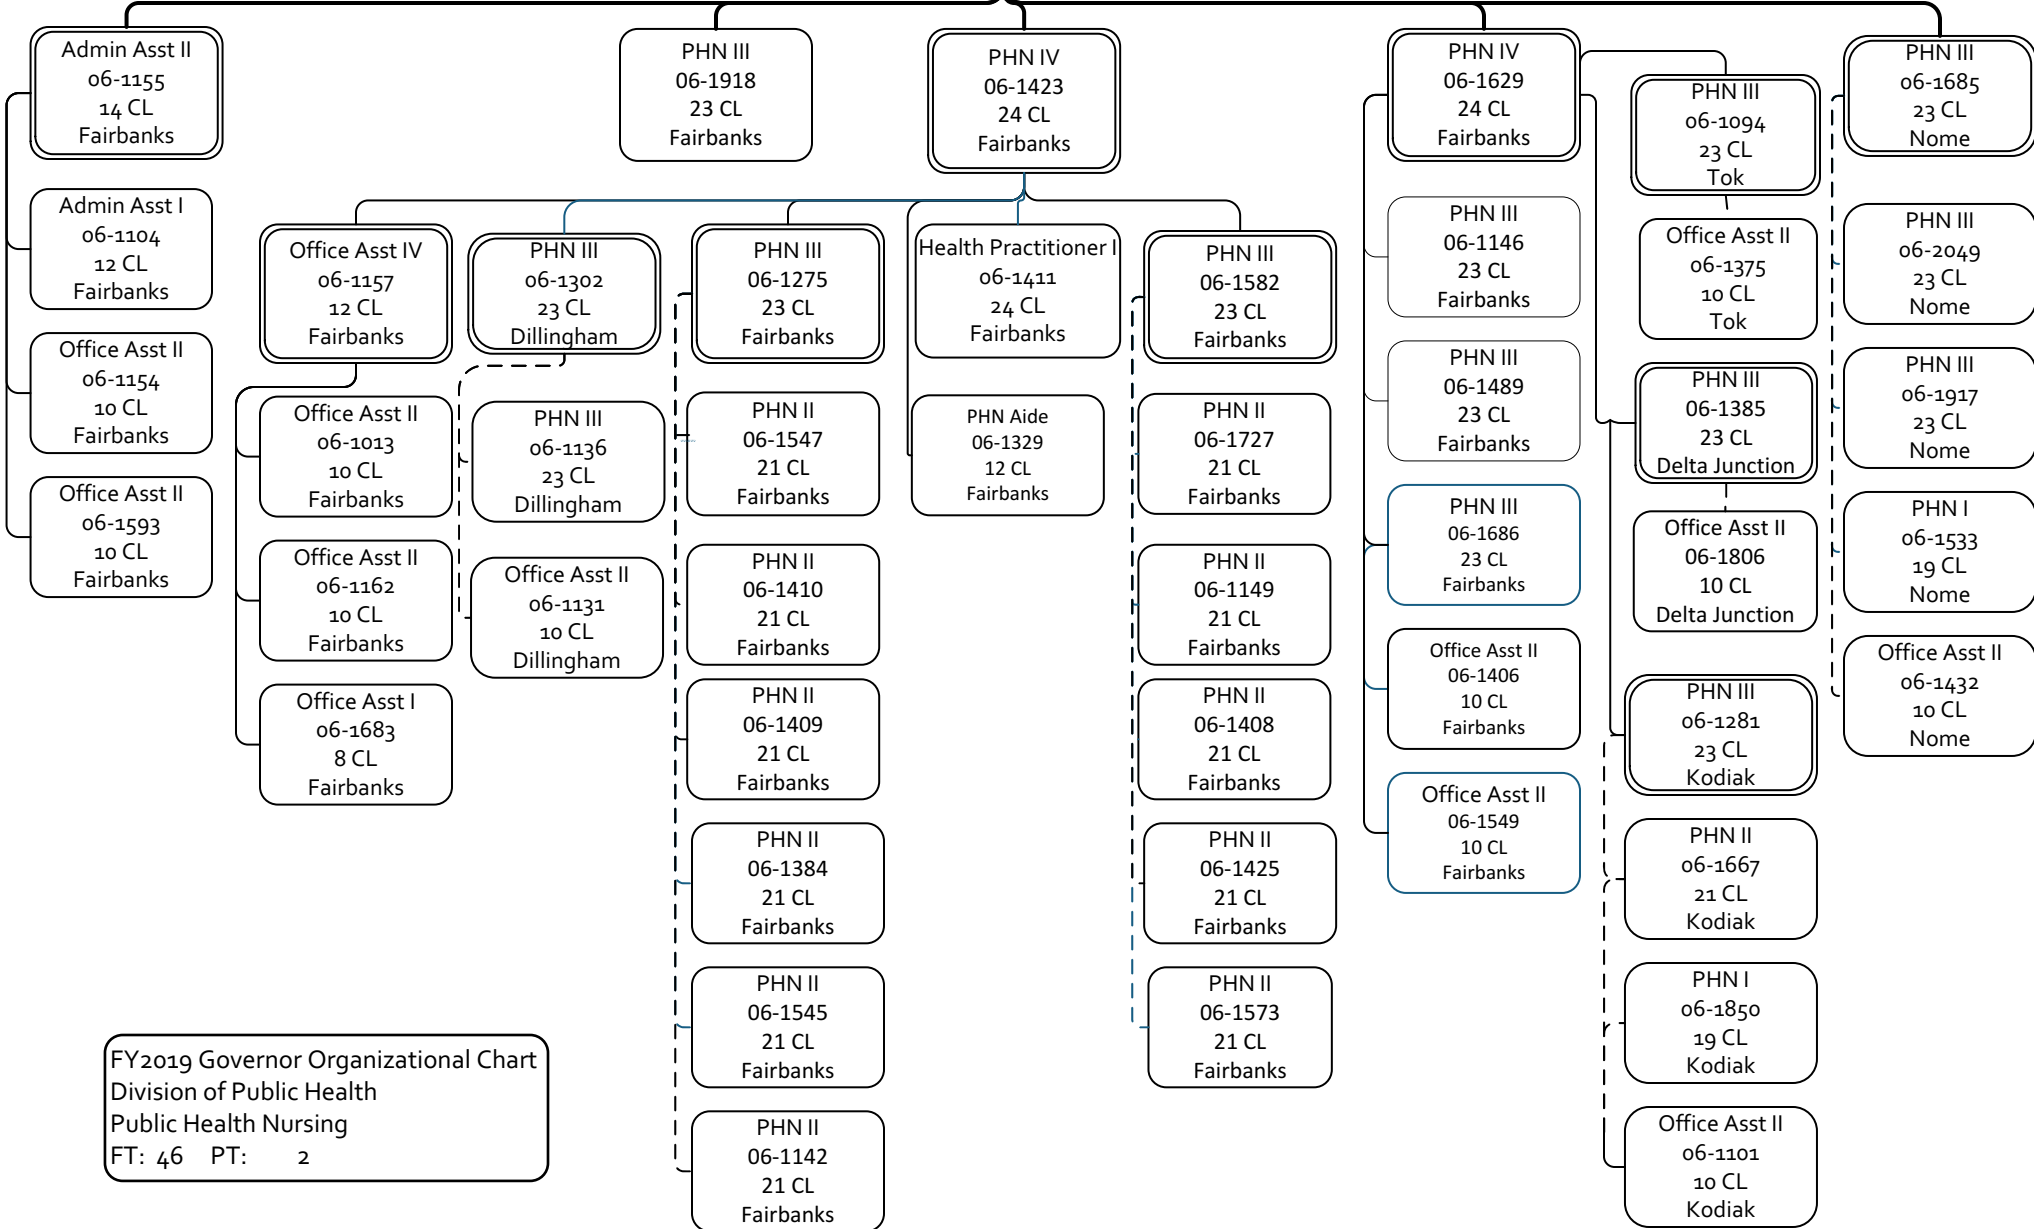 Admin Asst II
06-1155
14 CL
Fairbanks
Admin Asst I
06-1104
12 CL
Fairbanks
Office Asst II
06-1154
10 CL
Fairbanks
Office Asst II
06-1593
10 CL
Fairbanks
PHN III
06-1918
23 CL
Fairbanks
PHN IV
06-1423
24 CL
Fairbanks
Office Asst IV
06-1157
12 CL
Fairbanks
Office Asst II
06-1013
10 CL
Fairbanks
Office Asst II
06-1162
10 CL
Fairbanks
Office Asst I
06-1683
8 CL
Fairbanks
PHN III
06-1302
23 CL
Dillingham
PHN III
06-1136
23 CL
Dillingham
Office Asst II
06-1131
10 CL
Dillingham
PHN III
06-1275
23 CL
Fairbanks
PHN II
06-1547
21 CL
Fairbanks
PHN II
06-1410
21 CL
Fairbanks
PHN II
06-1409
21 CL
Fairbanks
PHN II
06-1384
21 CL
Fairbanks
PHN II
06-1545
21 CL
Fairbanks
PHN II
06-1142
21 CL
Fairbanks
Health Practitioner I
06-1411
24 CL
Fairbanks
PHN Aide
06-1329
12 CL
Fairbanks
PHN III
06-1582
23 CL
Fairbanks
PHN II
06-1727
21 CL
Fairbanks
PHN II
06-1149
21 CL
Fairbanks
PHN II
06-1408
21 CL
Fairbanks
PHN II
06-1425
21 CL
Fairbanks
PHN II
06-1573
21 CL
Fairbanks
PHN IV
06-1629
24 CL
Fairbanks
PHN III
06-1146
23 CL
Fairbanks
PHN III
06-1489
23 CL
Fairbanks
PHN III
06-1686
23 CL
Fairbanks
Office Asst II
06-1406
10 CL
Fairbanks
Office Asst II
06-1549
10 CL
Fairbanks
PHN III
06-1094
23 CL
Tok
Office Asst II
06-1375
10 CL
Tok
PHN III
06-1385
23 CL
Delta Junction
Office Asst II
06-1806
10 CL
Delta Junction
PHN III
06-1281
23 CL
Kodiak
PHN II
06-1667
21 CL
Kodiak
PHN I
06-1850
19 CL
Kodiak
Office Asst II
06-1101
10 CL
Kodiak
PHN III
06-1685
23 CL
Nome
PHN III
06-2049
23 CL
Nome
PHN III
06-1917
23 CL
Nome
PHN I
06-1533
19 CL
Nome
Office Asst II
06-1432
10 CL
Nome
FY2019 Governor Organizational Chart
Division of Public Health
Public Health Nursing
FT: 46 PT: 2